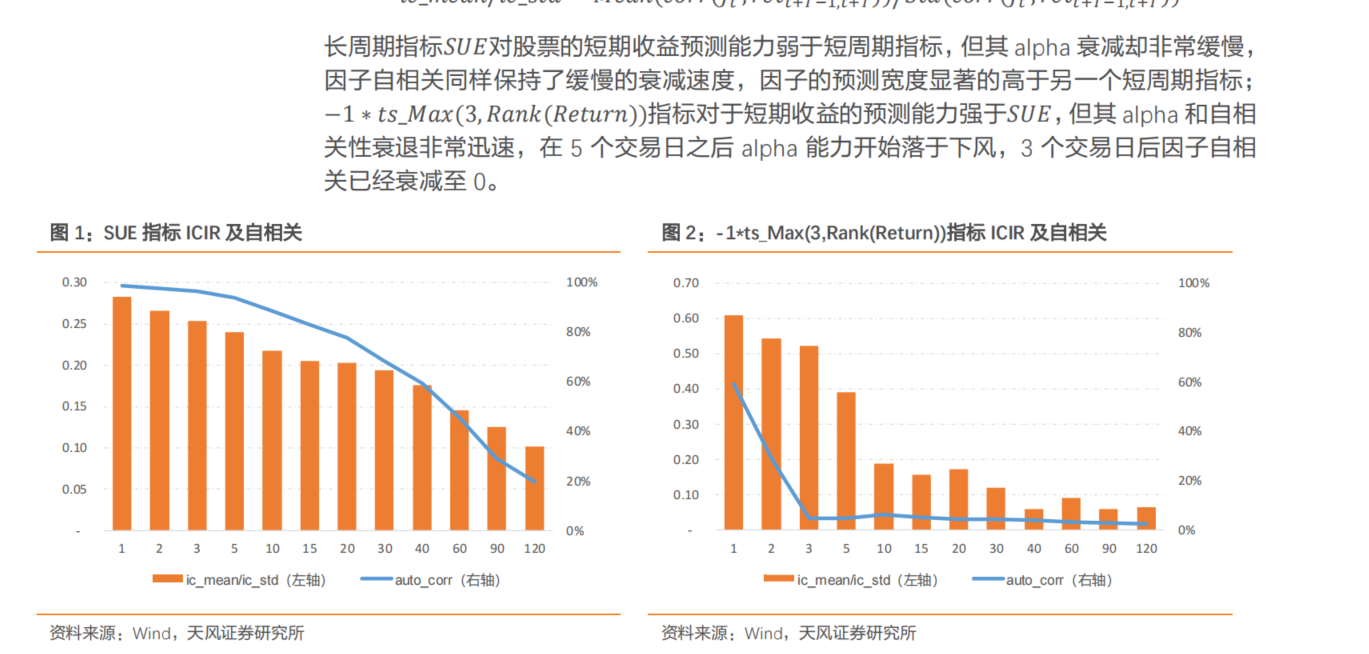 长周期指标SUE对股票的短期收益预测能力弱于短周期指标，但其 alpha 衰减却非常缓慢，
因子自相关同样保持了缓慢的衰减速度，因子的预测宽度显著的高于另一个短周期指标；
−1 ∗ ts_Max(3, Rank(Return))指标对于短期收益的预测能力强于SUE，但其 alpha 和自相
关性衰退非常迅速，在 5 个交易日之后 alpha 能力开始落于下风，3 个交易日后因子自相
关已经衰减至 0。
图 1：SUE 指标 ICIR 及自相关
0.30
0.25
0.20
0.15
0.10
0.05
-
100%
80%
60%
40%
20%
0%
1 2 3 5 10 15 20 30 40 60 90 120
ic_mean/ic_std（左轴） auto_corr（右轴）
资料来源：Wind，天风证券研究所
图 2：-1*ts_Max(3,Rank(Return))指标 ICIR 及自相关
0.70
0.60
0.50
0.40
0.30
0.20
0.10
-
100%
80%
60%
40%
20%
0%
1 2 3 5 10 15 20 30 40 60 90 120
ic_mean/ic_std（左轴） auto_corr（右轴）
资料来源：Wind，天风证券研究所